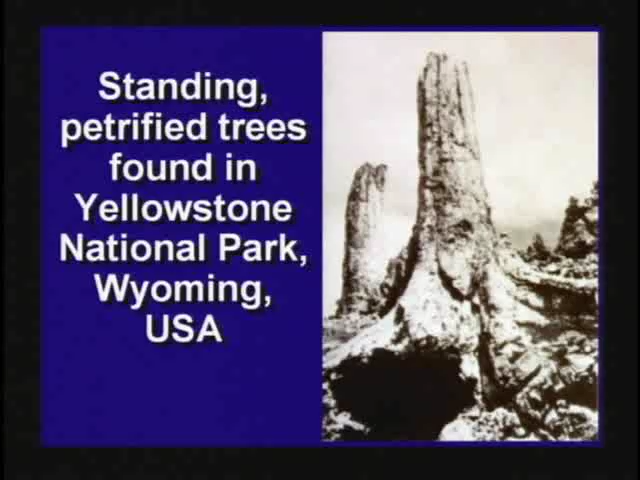 Standing,
petrified trees
found in
Yellowstone
National Park,
Wyoming,
USA